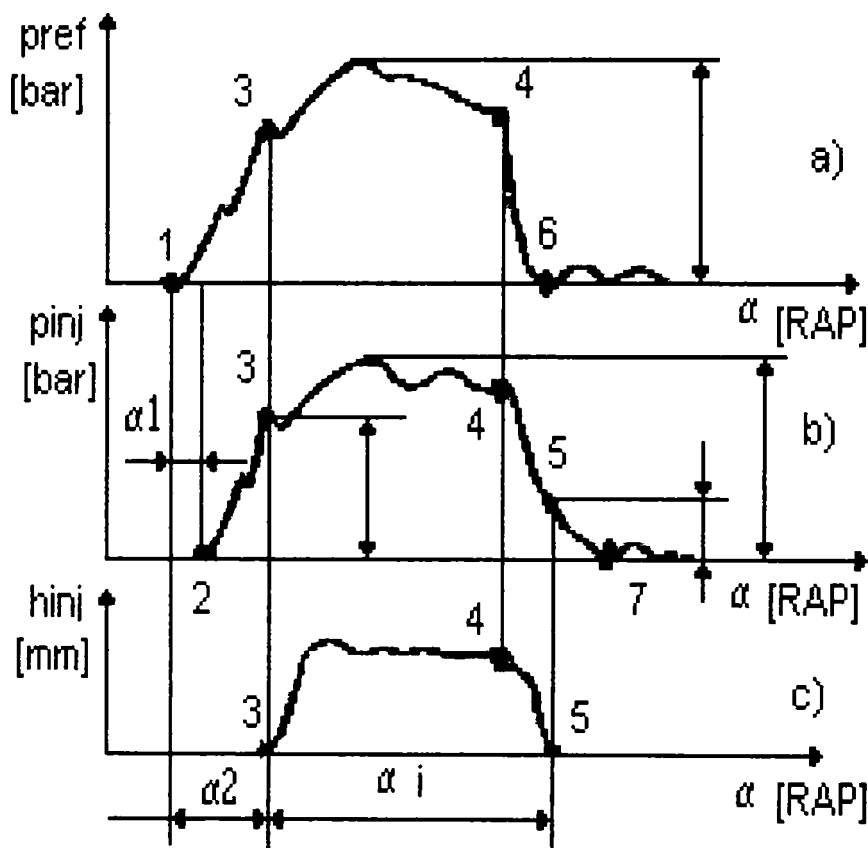 pref
[bar]
3
4
a)
1
6
α [RAP]
pinj
[bar]
3
α1
4
5
b)
2
7
α [RAP]
hinj
[mm]
4
3
5
c)
α2
α i
α [RAP]